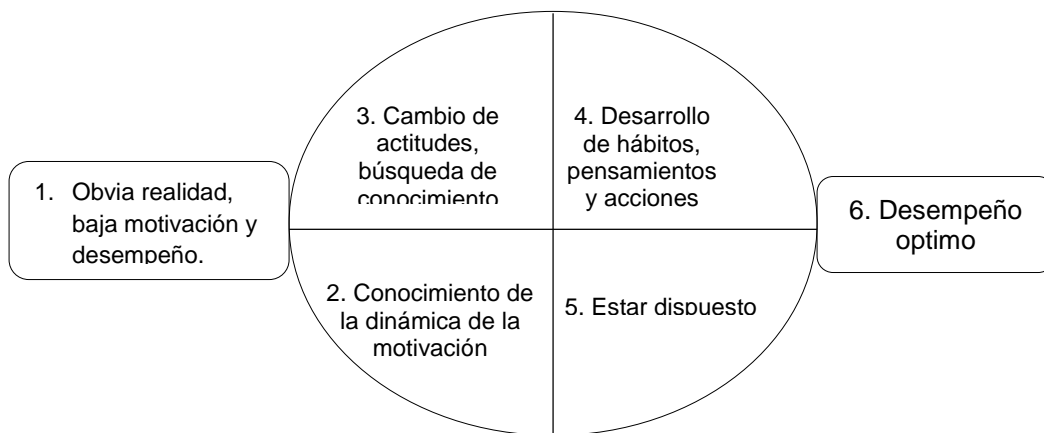 1. Obvia realidad,
baja motivación y
desempeño.
2. Conocimiento de
la dinámica de la
motivación
3. Cambio de
actitudes,
búsqueda de
conocimiento
4. Desarrollo
de hábitos,
pensamientos
y acciones
5. Estar dispuesto
6. Desempeño
optimo